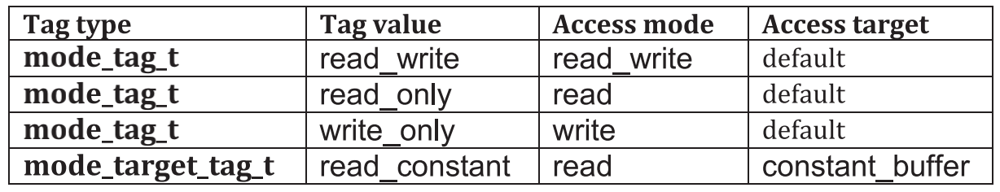 Tag type Tag value Access mode Access target
mode_tag_t read_write read_write default
mode_tag_t read_only read default
mode_tag_t write_only write default
mode_target_tag_t read_constant read constant_buffer